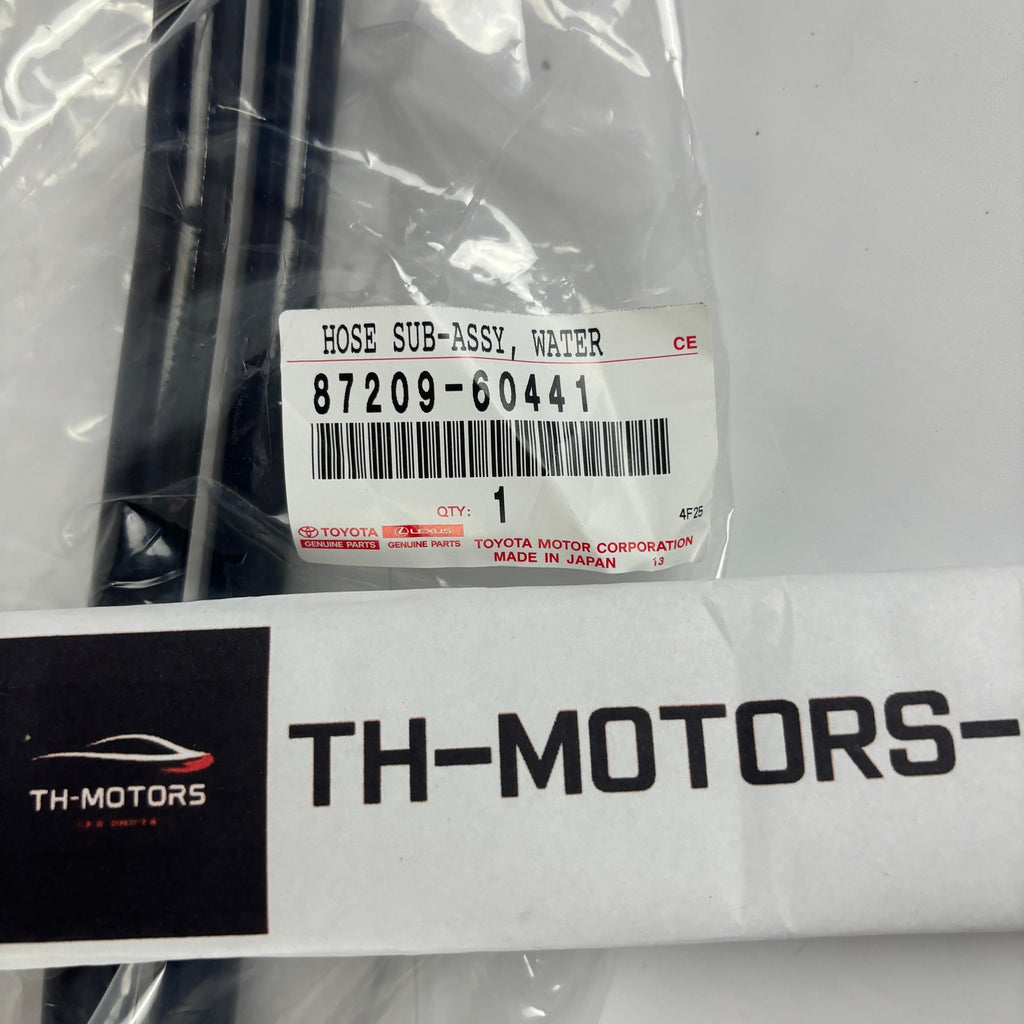 HOSE SUB-ASSY, WATER
CE
87209-60441
QTY: 1
4F25
TOYOTA
LEXUS
GENUINE PARTS
GENUINE PARTS
TOYOTA MOTOR CORPORATION
MADE IN JAPAN 13
TH-MOTORS-
TH-MOTORS